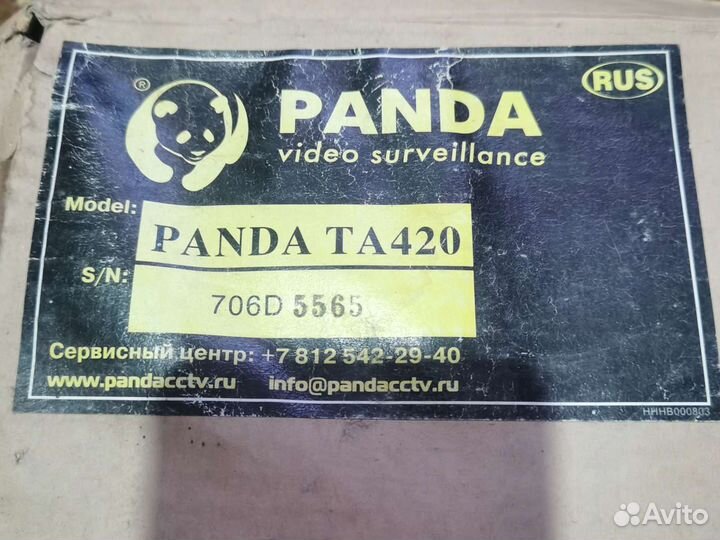 ®
PANDA
RUS
video surveillance
Model:
PANDA TA420
S/N:
706D 5565
Сервисный центр: +7 812 542-29-40
www.pandacctv.ru info@pandacctv.ru
HHHB000803
Avito